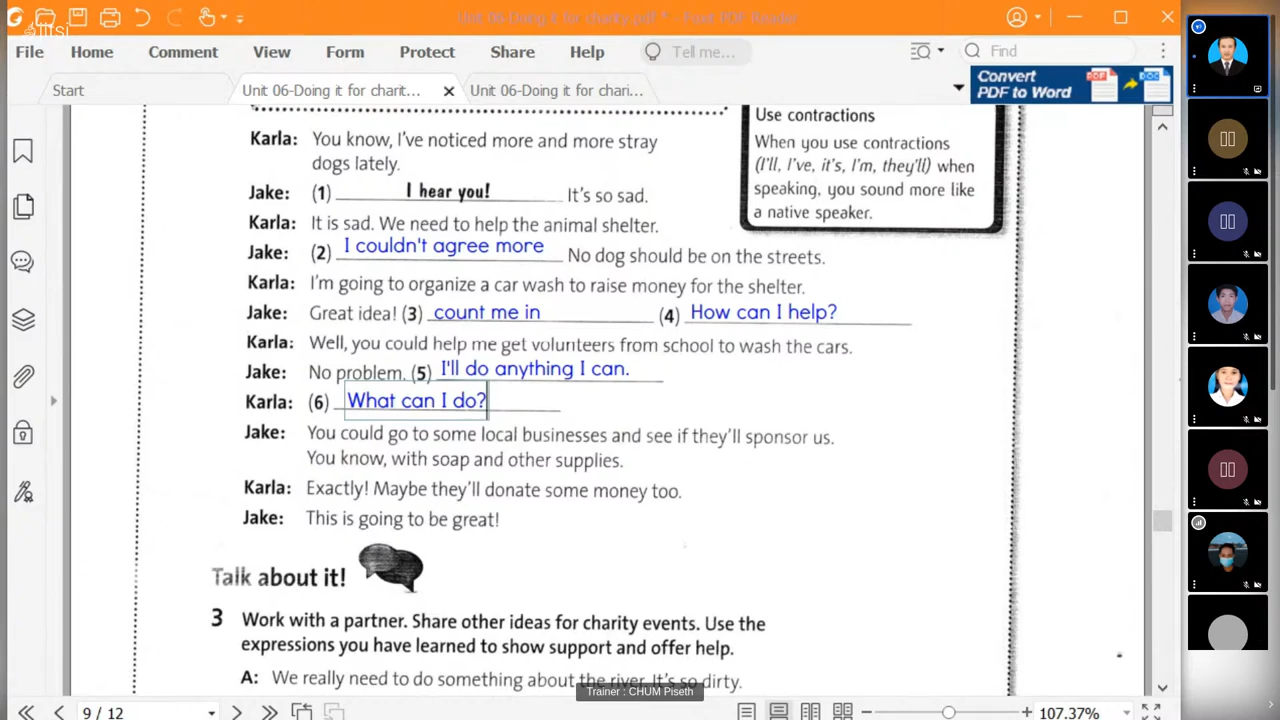 Unit 06-Doing it for charity.pdf * - Foxit PDF Reader
File Home Comment View Form Protect Share Help Tell me... Find
Start Unit 06-Doing it for charit... Unit 06-Doing it for chari...
Convert
PDF to Word
Use contractions
When you use contractions
(I'll, I've, it's, I'm, they'll) when
speaking, you sound more like
a native speaker.
Karla: You know, I've noticed more and more stray
dogs lately.
Jake: (1) I hear you! It's so sad.
Karla: It is sad. We need to help the animal shelter.
Jake: (2) I couldn't agree more No dog should be on the streets.
Karla: I'm going to organize a car wash to raise money for the shelter.
Jake: Great idea! (3) count me in (4) How can I help?
Karla: Well, you could help me get volunteers from school to wash the cars.
Jake: No problem. (5) I'll do anything I can.
Karla: (6) What can I do?
Jake: You could go to some local businesses and see if they'll sponsor us.
You know, with soap and other supplies.
Karla: Exactly! Maybe they'll donate some money too.
Jake: This is going to be great!
Talk about it!
3 Work with a partner. Share other ideas for charity events. Use the
expressions you have learned to show support and offer help.
A: We really need to do something about the river. It's so dirty.
Trainer : CHUM Piseth
9 / 12
107.37%